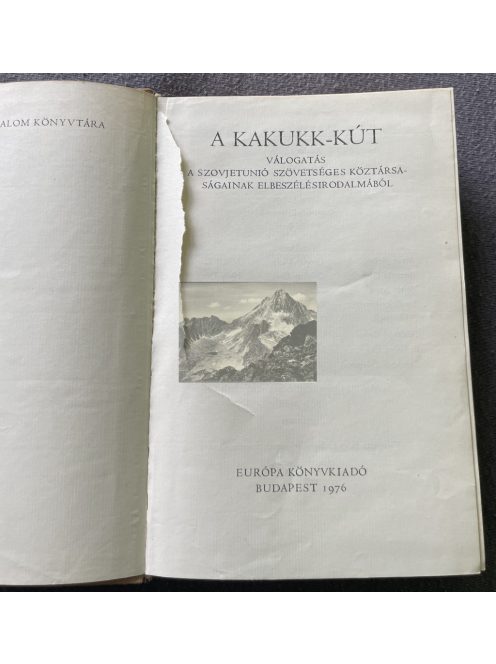 ALOM KÖNYVTÁRA
A KAKUKK-KÚT
VÁLOGATÁS
A SZOVJETUNIÓ SZÖVETSÉGES KÖZTÁRSA-
SÁGAINAK ELBESZÉLÉSIRODALMÁBÓL
EURÓPA KÖNYVKIADÓ
BUDAPEST 1976